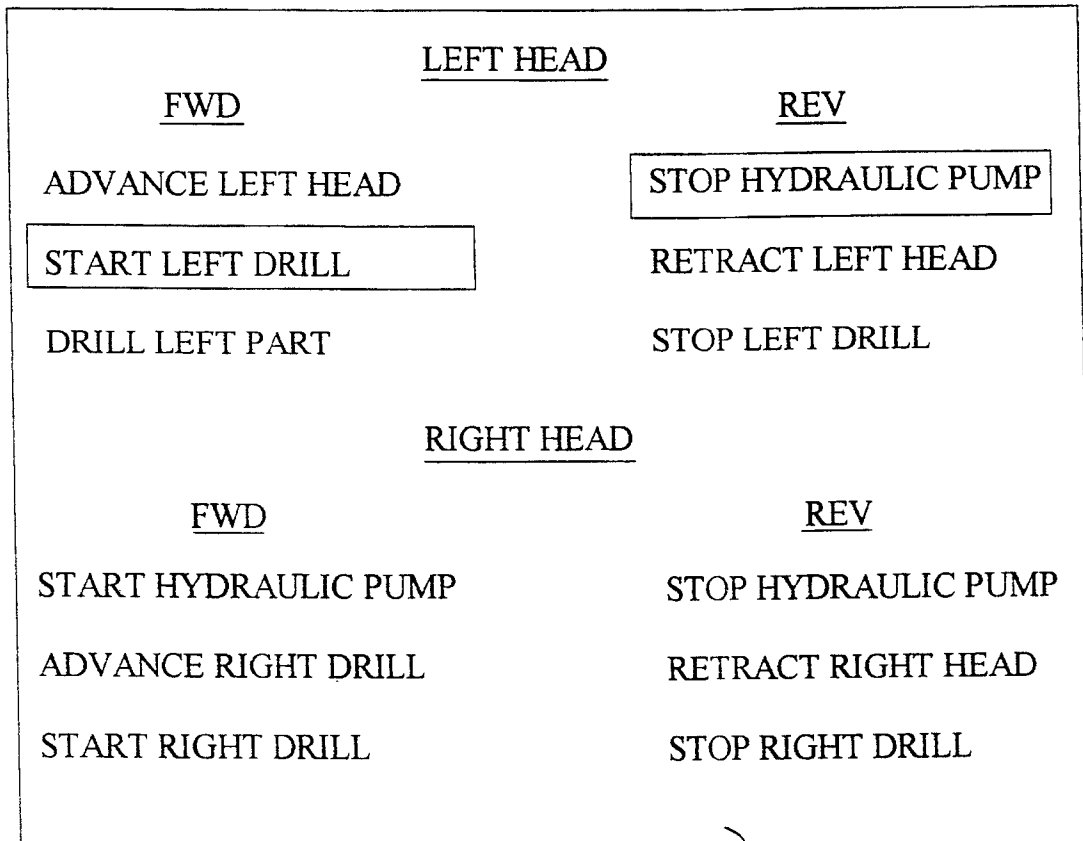 LEFT HEAD
FWD REV
ADVANCE LEFT HEAD STOP HYDRAULIC PUMP
START LEFT DRILL RETRACT LEFT HEAD
DRILL LEFT PART STOP LEFT DRILL
RIGHT HEAD
FWD REV
START HYDRAULIC PUMP STOP HYDRAULIC PUMP
ADVANCE RIGHT DRILL RETRACT RIGHT HEAD
START RIGHT DRILL STOP RIGHT DRILL